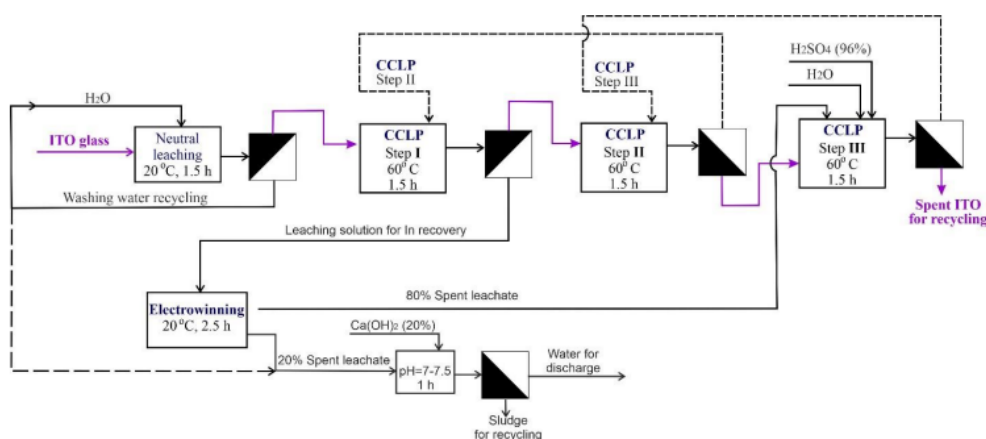 H2SO4 (96%)
CCLP
Step II
CCLP
Step III
H2O
H2O
ITO glass
Neutral
leaching
20 °C, 1.5 h
CCLP
Step I
60° C
1.5 h
CCLP
Step II
60° C
1.5 h
CCLP
Step III
60° C
1.5 h
Washing water recycling
Spent ITO
for recycling
Leaching solution for In recovery
Electrowinning
20 °C, 2.5 h
80% Spent leachate
Ca(OH)2 (20%)
20% Spent leachate
pH=7-7.5
1 h
Water for
discharge
Sludge
for recycling